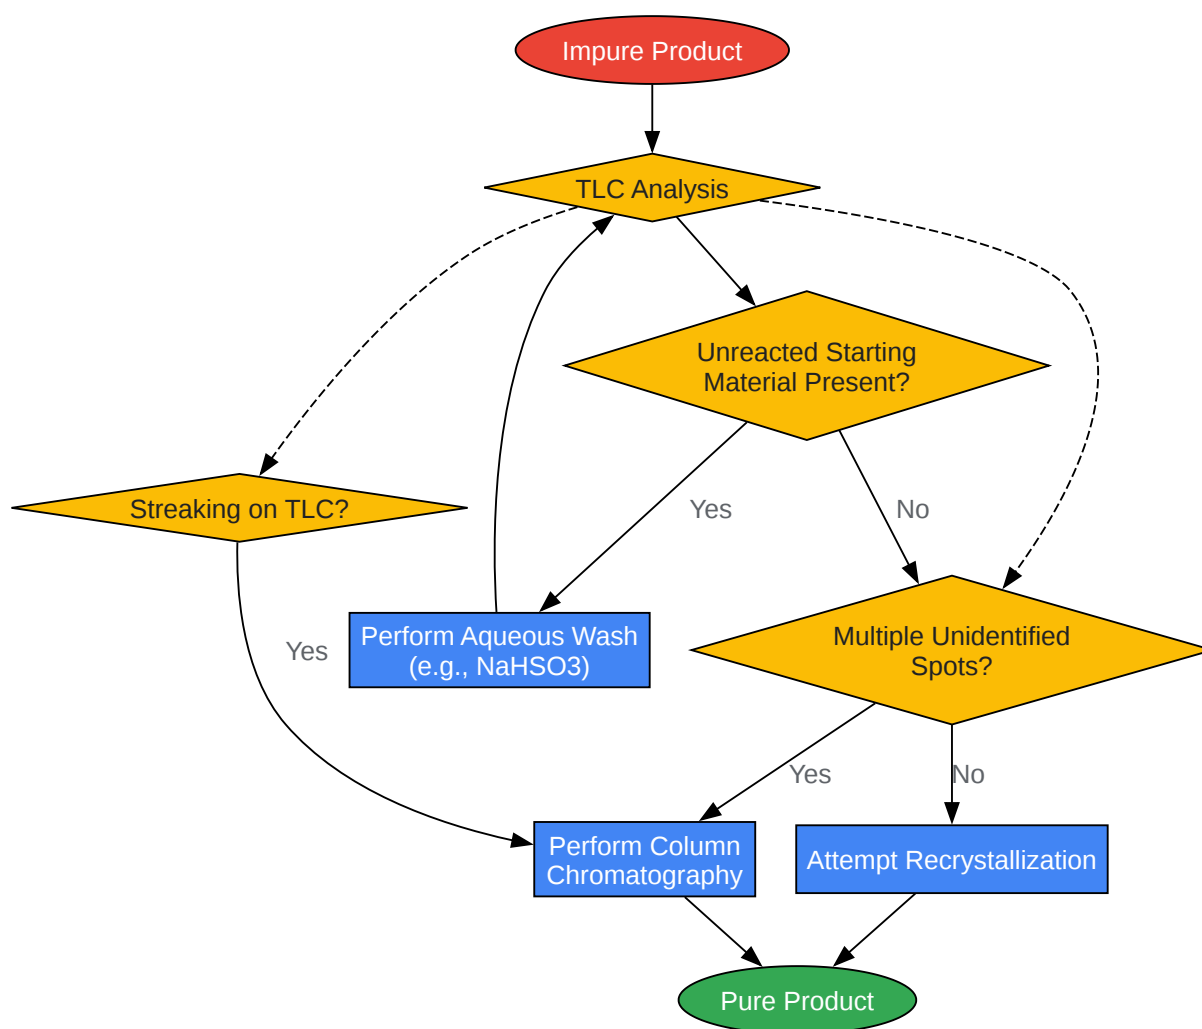 Impure Product
TLC Analysis
Unreacted Starting
Material Present?
Streaking on TLC?
Yes
No
Perform Aqueous Wash
(e.g., NaHSO3)
Yes
Multiple Unidentified
Spots?
Yes
No
Perform Column
Chromatography
Attempt Recrystallization
Pure Product